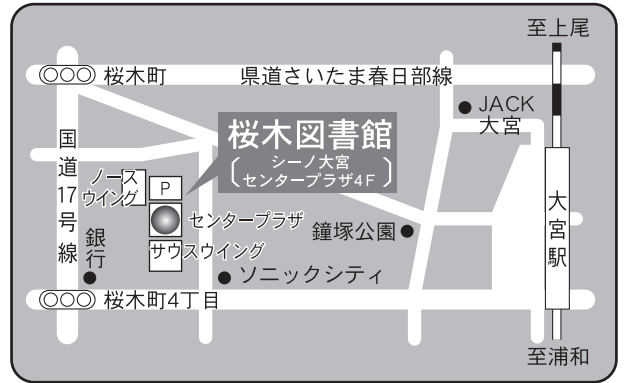 至上尾
桜木町
県道さいたま春日部線
JACK
大宮
桜木図書館
シーノ大宮
センタープラザ4F
国道17号線
ノース
ウイング
P
センタープラザ
大宮駅
鐘塚公園
銀行
サウスウイング
ソニックシティ
桜木町4丁目
至浦和